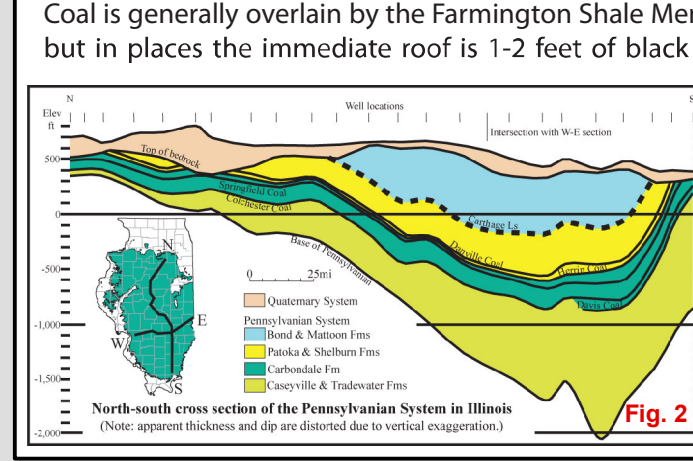 Coal is generally overlain by the Farmington Shale
but in places the immediate roof is 1-2 feet of black
N
Well locations
Elev
ft
Intersection with W-E section
Top of bedrock
500
Springfield Coal
Colchester Coal
0
Carthage Ls
Base of Pennsylvanian
Danville Coal
Herrin Coal
N
0 25mi
-500
Quaternary System
Davis Coal
Pennsylvanian System
-1,000
E
Bond & Mattoon Fms
W
Patoka & Shelburn Fms
Carbondale Fm
-1,500
S
Caseyville & Tradewater Fms
North-south cross section of the Pennsylvanian System in Illinois
Fig. 2
(Note: apparent thickness and dip are distorted due to vertical exaggeration.)
-2,000